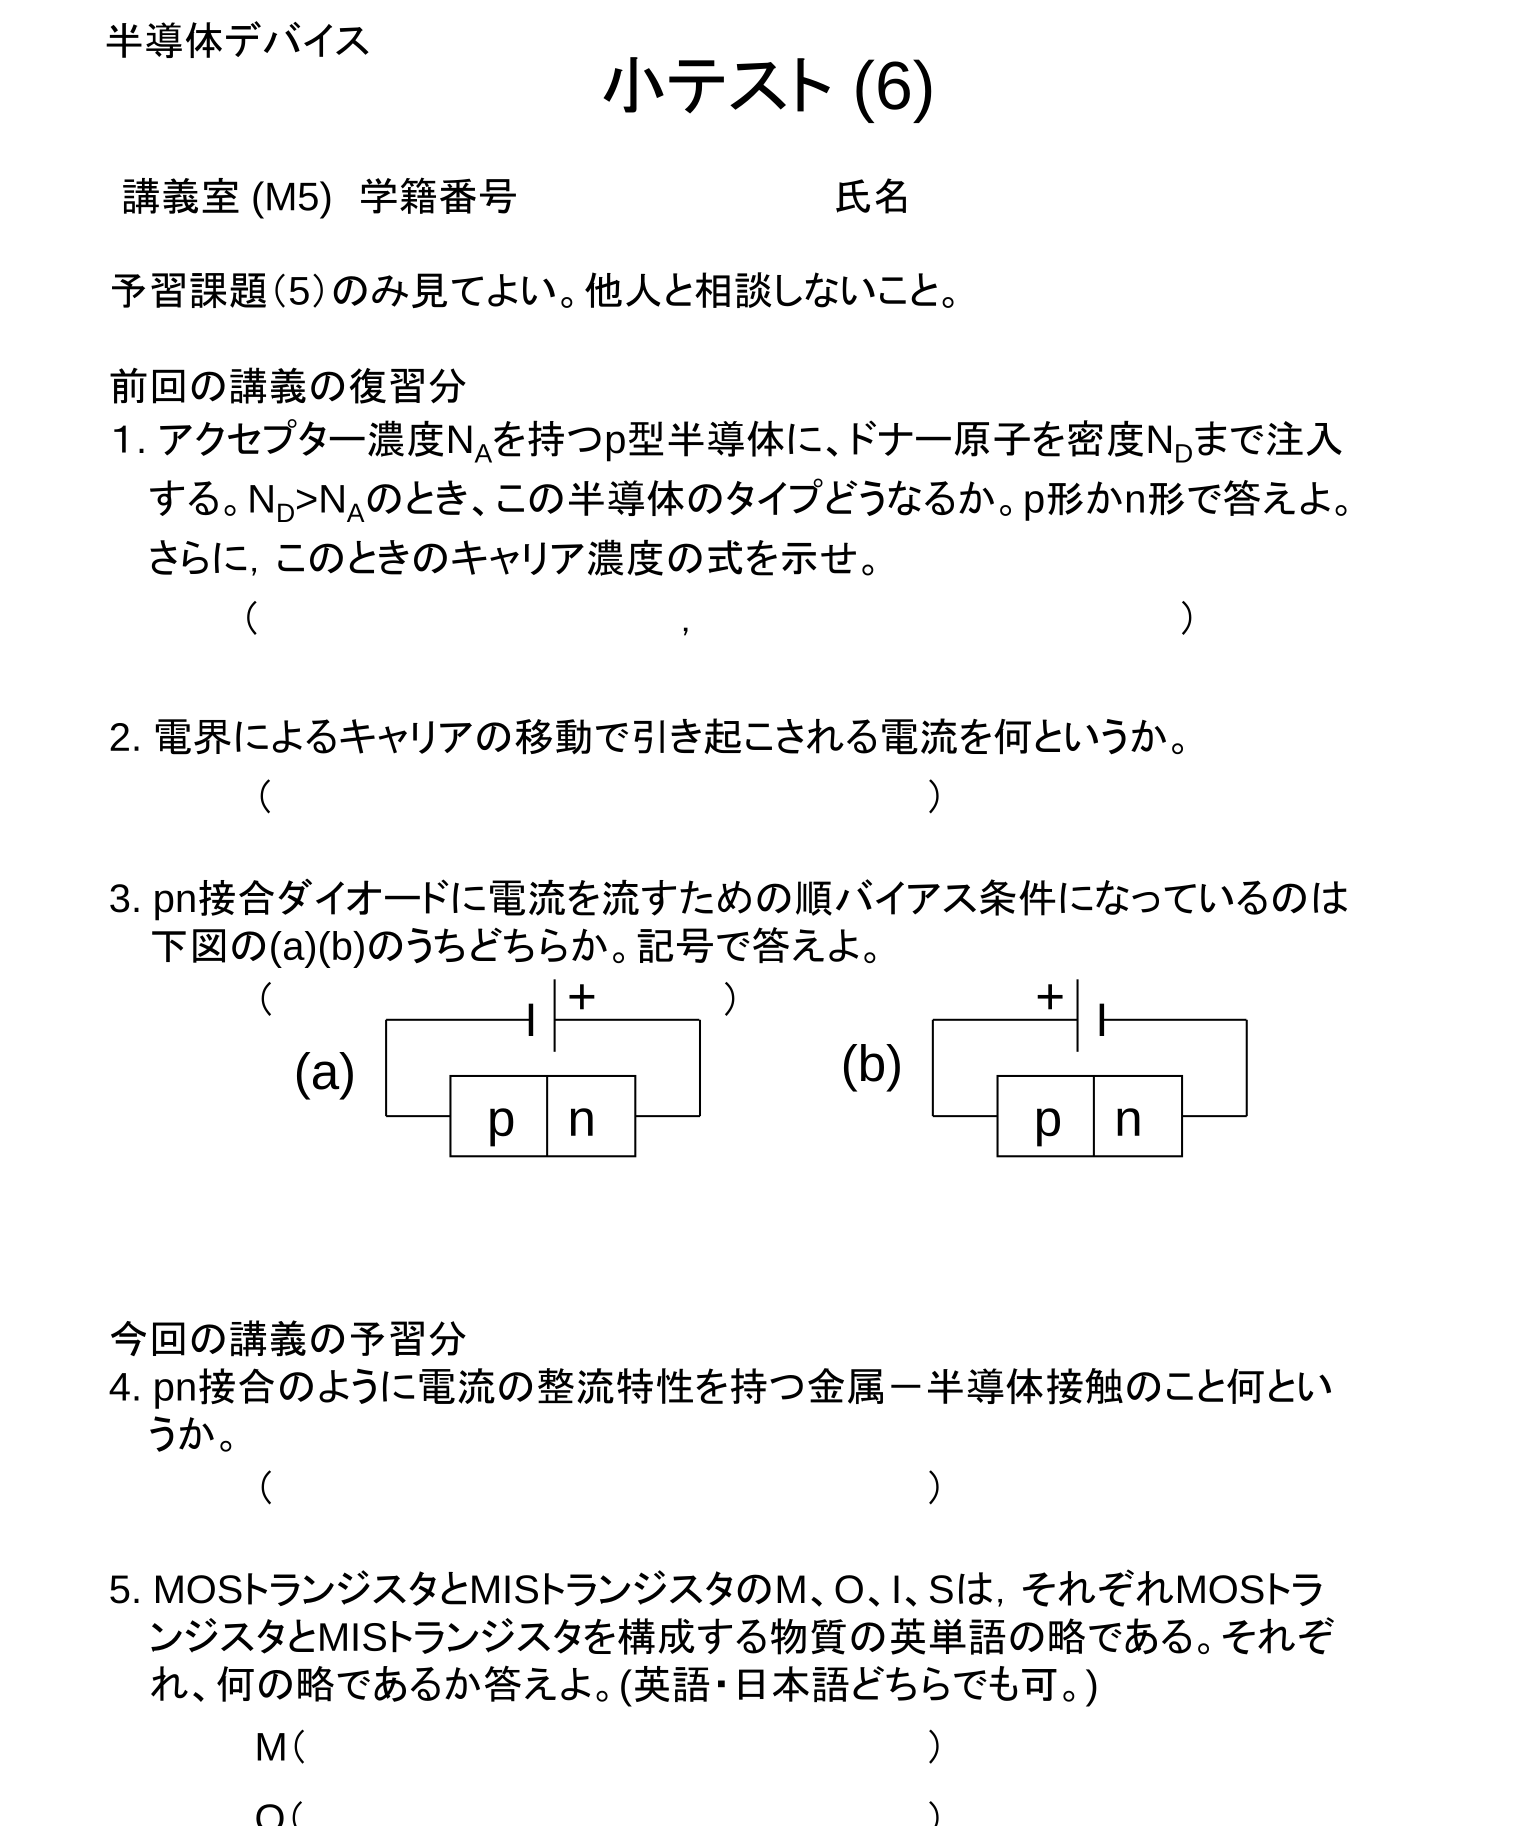 半導体デバイス
小テスト (6)
講義室 (M5) 学籍番号 氏名
予習課題（5）のみ見てよい。他人と相談しないこと。
前回の講義の復習分
１. アクセプター濃度NAを持つp型半導体に、ドナー原子を密度NDまで注入
する。ND>NAのとき、この半導体のタイプどうなるか。p形かn形で答えよ。
さらに，このときのキャリア濃度の式を示せ。
（ ， ）
2. 電界によるキャリアの移動で引き起こされる電流を何というか。
（ ）
3. pn接合ダイオードに電流を流すための順バイアス条件になっているのは
下図の(a)(b)のうちどちらか。記号で答えよ。
（ ）
+ +
(a) (b)
p n p n
今回の講義の予習分
4. pn接合のように電流の整流特性を持つ金属－半導体接触のこと何とい
うか。
（ ）
5. MOSトランジスタとMISトランジスタのM、O、I、Sは，それぞれMOSトラ
ンジスタとMISトランジスタを構成する物質の英単語の略である。それぞ
れ、何の略であるか答えよ。(英語・日本語どちらでも可。)
M（ ）
O（ ）